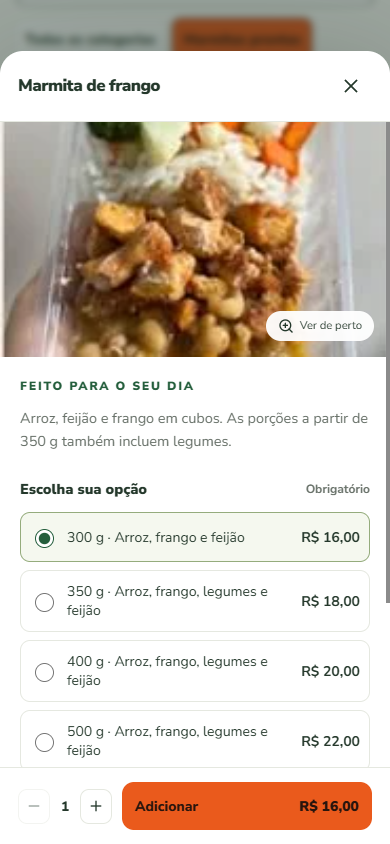 Todas as categorias
Marmita de frango
Ver de perto
FEITO PARA O SEU DIA
Arroz, feijão e frango em cubos. As porções a partir de
350 g também incluem legumes.
Escolha sua opção Obrigatório
300 g · Arroz, frango e feijão R$ 16,00
350 g · Arroz, frango, legumes e
feijão R$ 18,00
400 g · Arroz, frango, legumes e
feijão R$ 20,00
500 g · Arroz, frango, legumes e
feijão R$ 22,00
1
Adicionar R$ 16,00